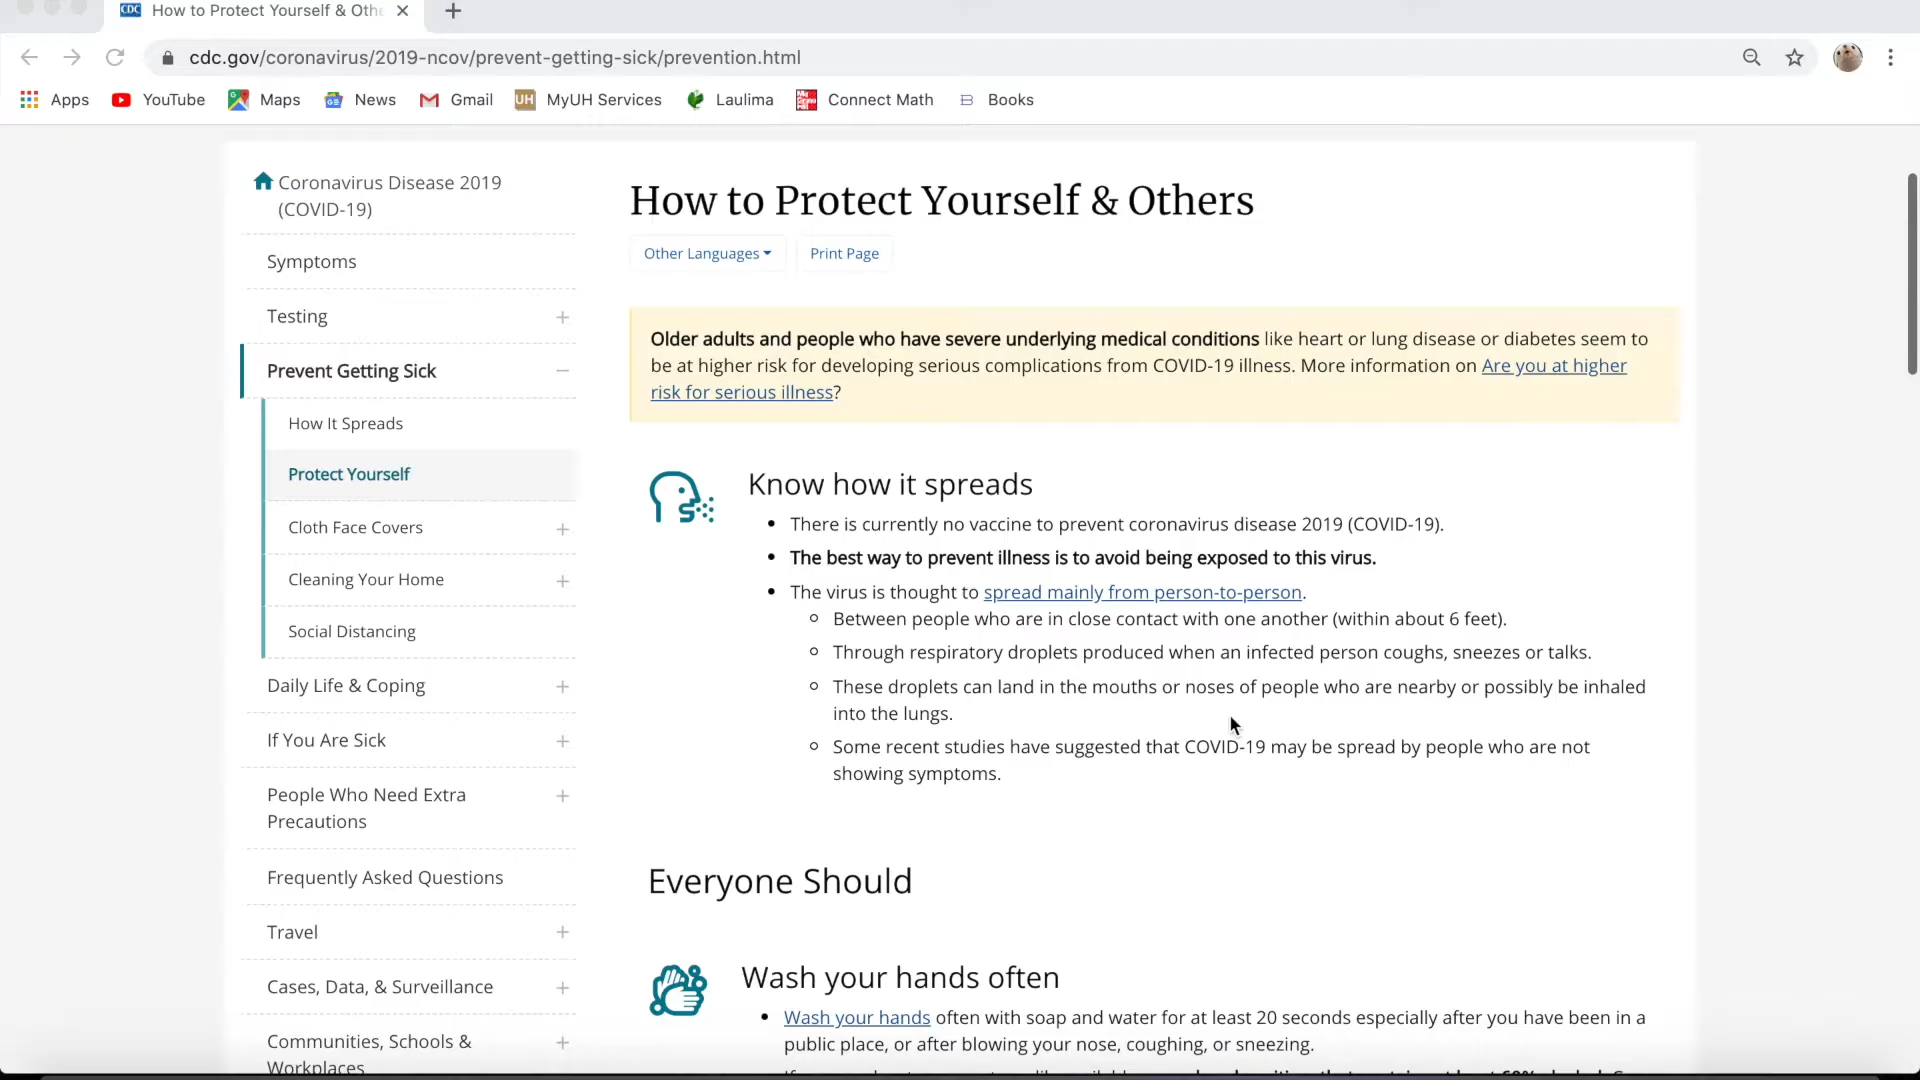 CDC How to Protect Yourself & Othe
cdc.gov/coronavirus/2019-ncov/prevent-getting-sick/prevention.html
Apps YouTube Maps News Gmail UH MyUH Services Laulima Connect Math Books
Coronavirus Disease 2019
(COVID-19)
Symptoms
Testing
Prevent Getting Sick
How It Spreads
Protect Yourself
Cloth Face Covers
Cleaning Your Home
Social Distancing
Daily Life & Coping
If You Are Sick
People Who Need Extra
Precautions
Frequently Asked Questions
Travel
Cases, Data, & Surveillance
Communities, Schools &
Workplaces
How to Protect Yourself & Others
Other Languages Print Page
Older adults and people who have severe underlying medical conditions like heart or lung disease or diabetes seem to
be at higher risk for developing serious complications from COVID-19 illness. More information on Are you at higher
risk for serious illness?
Know how it spreads
There is currently no vaccine to prevent coronavirus disease 2019 (COVID-19).
The best way to prevent illness is to avoid being exposed to this virus.
The virus is thought to spread mainly from person-to-person.
Between people who are in close contact with one another (within about 6 feet).
Through respiratory droplets produced when an infected person coughs, sneezes or talks.
These droplets can land in the mouths or noses of people who are nearby or possibly be inhaled
into the lungs.
Some recent studies have suggested that COVID-19 may be spread by people who are not
showing symptoms.
Everyone Should
Wash your hands often
Wash your hands often with soap and water for at least 20 seconds especially after you have been in a
public place, or after blowing your nose, coughing, or sneezing.